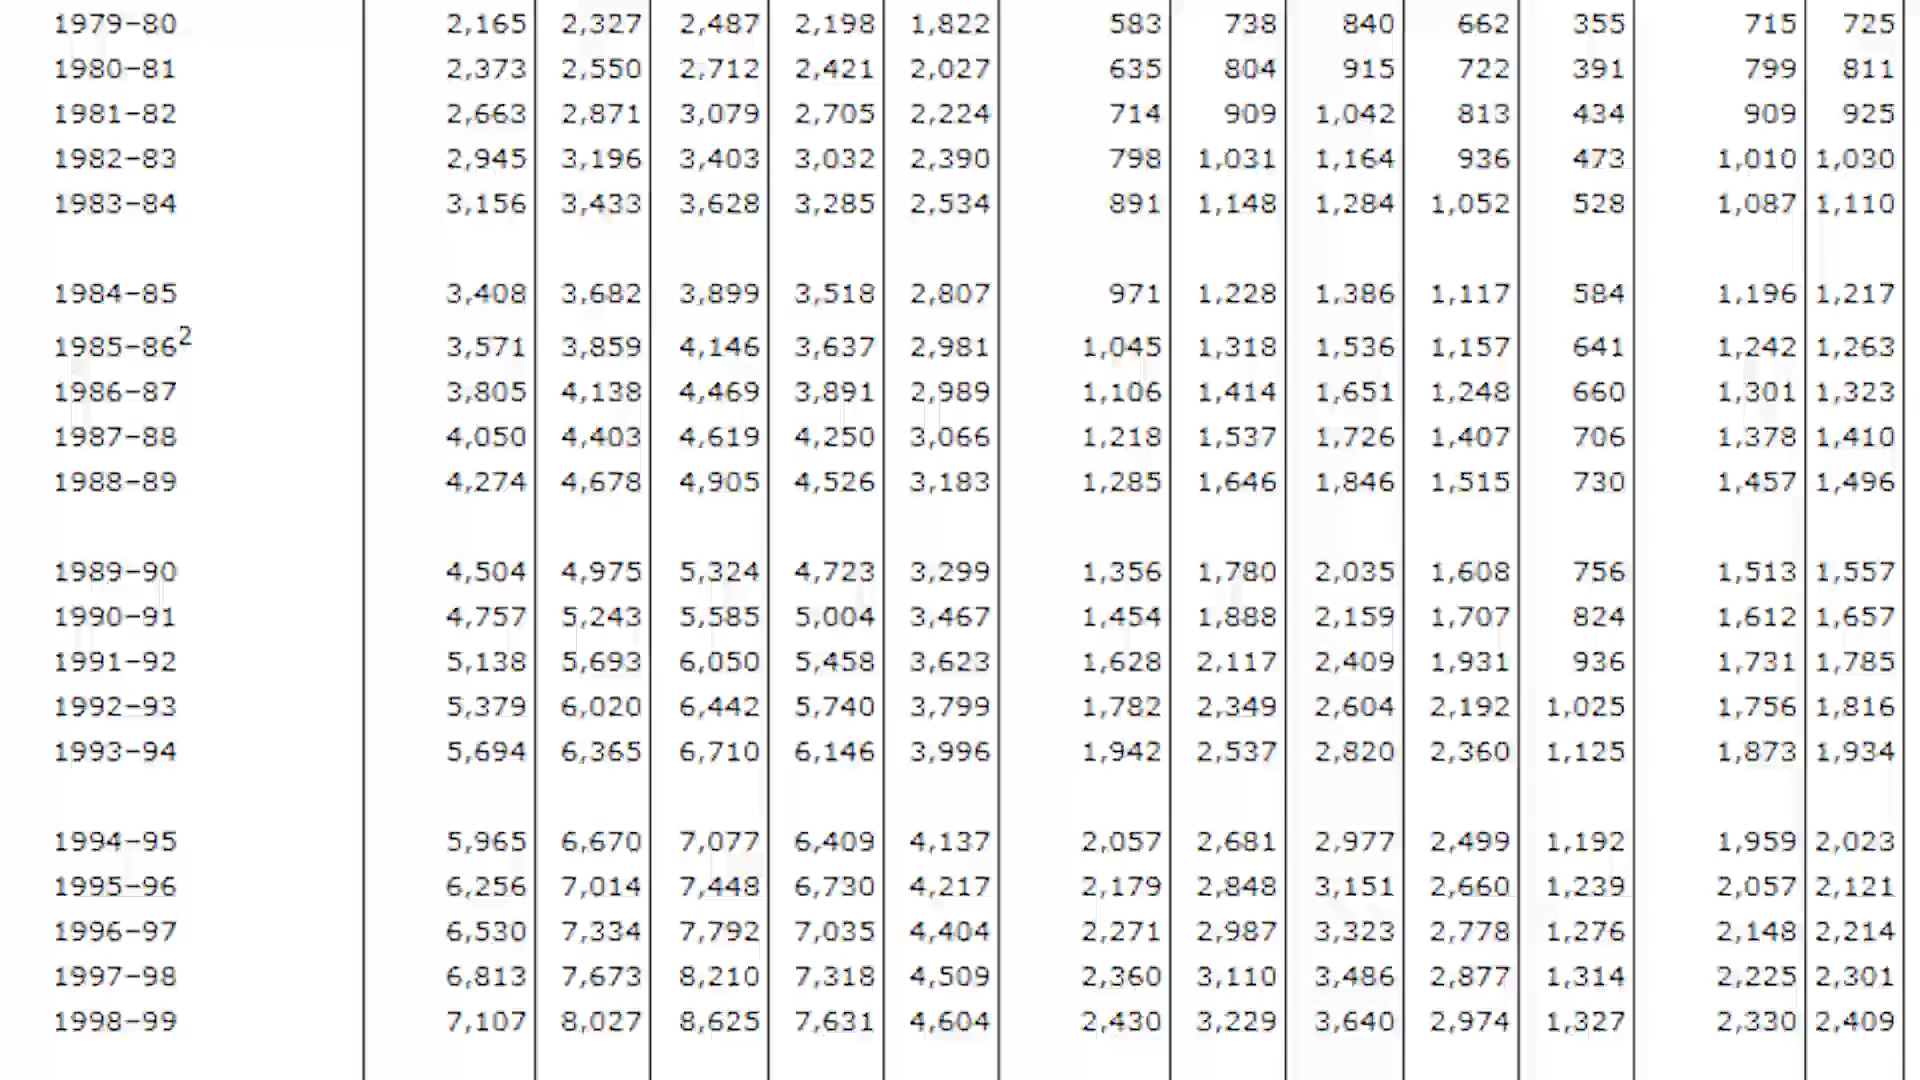 1979-80 2,165 2,327 2,487 2,198 1,822 583 738 840 662 355 715 725
1980-81 2,373 2,550 2,712 2,421 2,027 635 804 915 722 391 799 811
1981-82 2,663 2,871 3,079 2,705 2,224 714 909 1,042 813 434 909 925
1982-83 2,945 3,196 3,403 3,032 2,390 798 1,031 1,164 936 473 1,010 1,030
1983-84 3,156 3,433 3,628 3,285 2,534 891 1,148 1,284 1,052 528 1,087 1,110
1984-85 3,408 3,682 3,899 3,518 2,807 971 1,228 1,386 1,117 584 1,196 1,217
1985-86² 3,571 3,859 4,146 3,637 2,981 1,045 1,318 1,536 1,157 641 1,242 1,263
1986-87 3,805 4,138 4,469 3,891 2,989 1,106 1,414 1,651 1,248 660 1,301 1,323
1987-88 4,050 4,403 4,619 4,250 3,066 1,218 1,537 1,726 1,407 706 1,378 1,410
1988-89 4,274 4,678 4,905 4,526 3,183 1,285 1,646 1,846 1,515 730 1,457 1,496
1989-90 4,504 4,975 5,324 4,723 3,299 1,356 1,780 2,035 1,608 756 1,513 1,557
1990-91 4,757 5,243 5,585 5,004 3,467 1,454 1,888 2,159 1,707 824 1,612 1,657
1991-92 5,138 5,693 6,050 5,458 3,623 1,628 2,117 2,409 1,931 936 1,731 1,785
1992-93 5,379 6,020 6,442 5,740 3,799 1,782 2,349 2,604 2,192 1,025 1,756 1,816
1993-94 5,694 6,365 6,710 6,146 3,996 1,942 2,537 2,820 2,360 1,125 1,873 1,934
1994-95 5,965 6,670 7,077 6,409 4,137 2,057 2,681 2,977 2,499 1,192 1,959 2,023
1995-96 6,256 7,014 7,448 6,730 4,217 2,179 2,848 3,151 2,660 1,239 2,057 2,121
1996-97 6,530 7,334 7,792 7,035 4,404 2,271 2,987 3,323 2,778 1,276 2,148 2,214
1997-98 6,813 7,673 8,210 7,318 4,509 2,360 3,110 3,486 2,877 1,314 2,225 2,301
1998-99 7,107 8,027 8,625 7,631 4,604 2,430 3,229 3,640 2,974 1,327 2,330 2,409